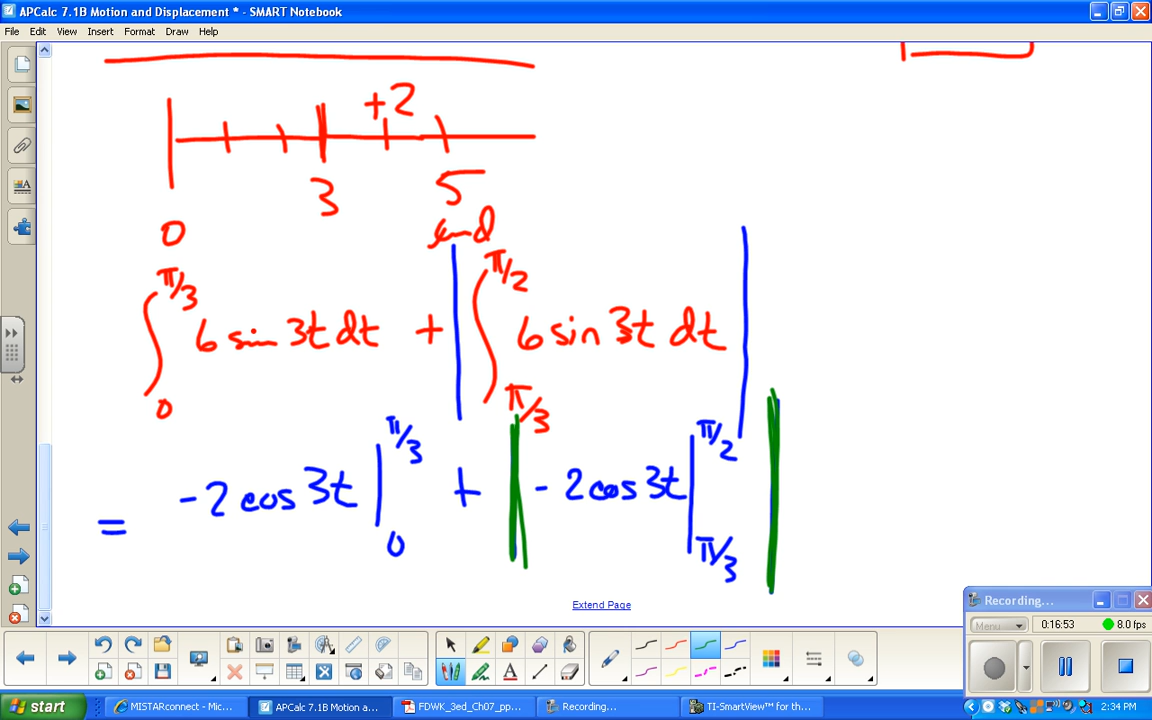 APCalc 7.1B Motion and Displacement * - SMART Notebook
File Edit View Insert Format Draw Help
+2
3 5
0 end
∫₀^{π/3} 6 sin 3t dt + | ∫_{π/3}^{π/2} 6 sin 3t dt |
= -2 cos 3t |₀^{π/3} + | -2 cos 3t |_{π/3}^{π/2} |
Extend Page
Recording...
Menu 0:16:53 8.0 fps
start MISTARconnect - Mic... APCalc 7.1B Motion a... FDWK_3ed_Ch07_pp... Recording... TI-SmartView™ for th... 2:34 PM